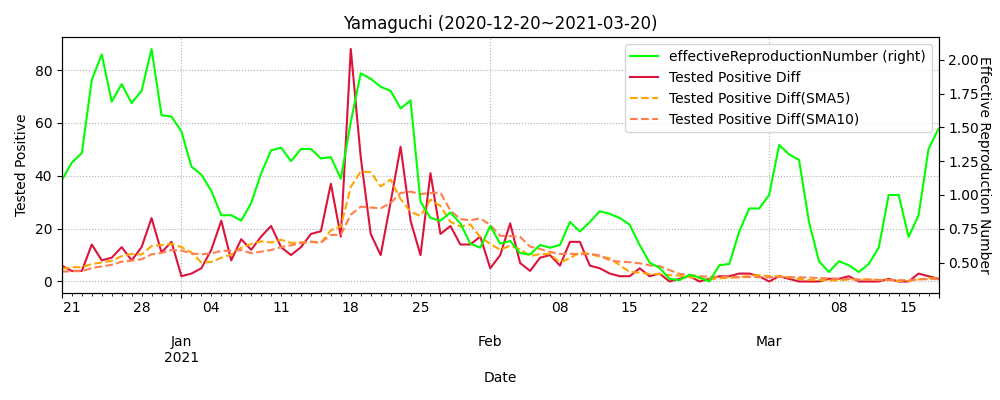 Yamaguchi (2020-12-20~2021-03-20)
effectiveReproductionNumber (right)
Tested Positive Diff
Tested Positive Diff(SMA5)
Tested Positive Diff(SMA10)
Tested Positive
80
60
40
20
0
Effective Reproduction Number
2.00
1.75
1.50
1.25
1.00
0.75
0.50
21 28 04 11 18 25 08 15 22 08 15
Jan Feb Mar
2021
Date